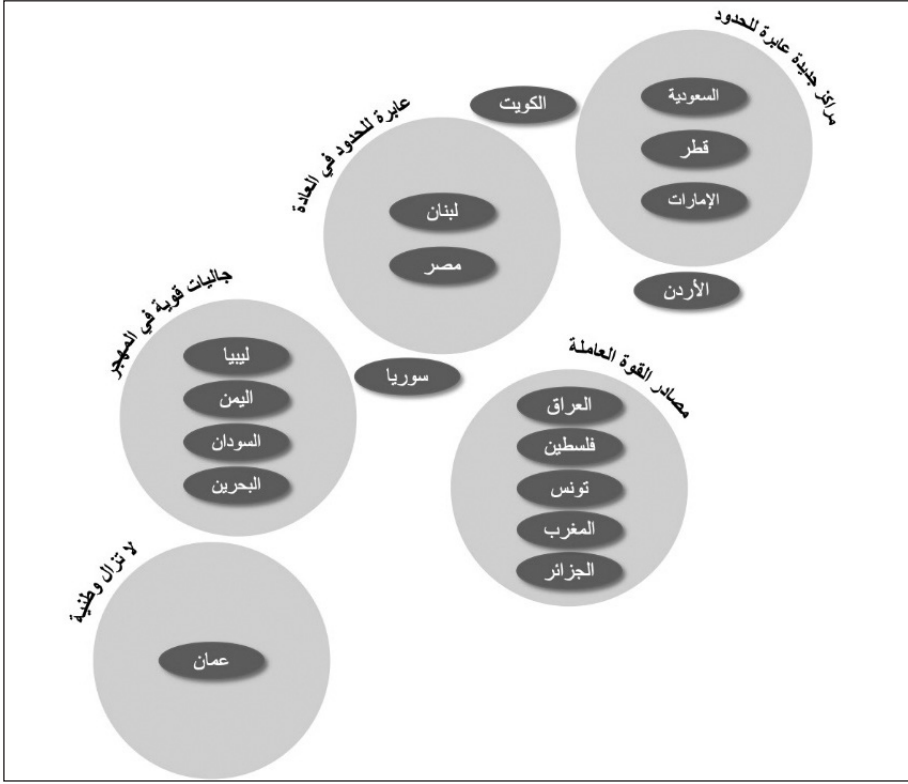 مراكز جديدة عابرة للحدود
السعودية
قطر
الإمارات
الكويت
الأردن
عابرة للحدود في العادة
لبنان
مصر
سوريا
مصادر القوة العاملة
العراق
فلسطين
تونس
المغرب
الجزائر
جاليات قوية في المهجر
ليبيا
اليمن
السودان
البحرين
لا تزال وطنية
عمان